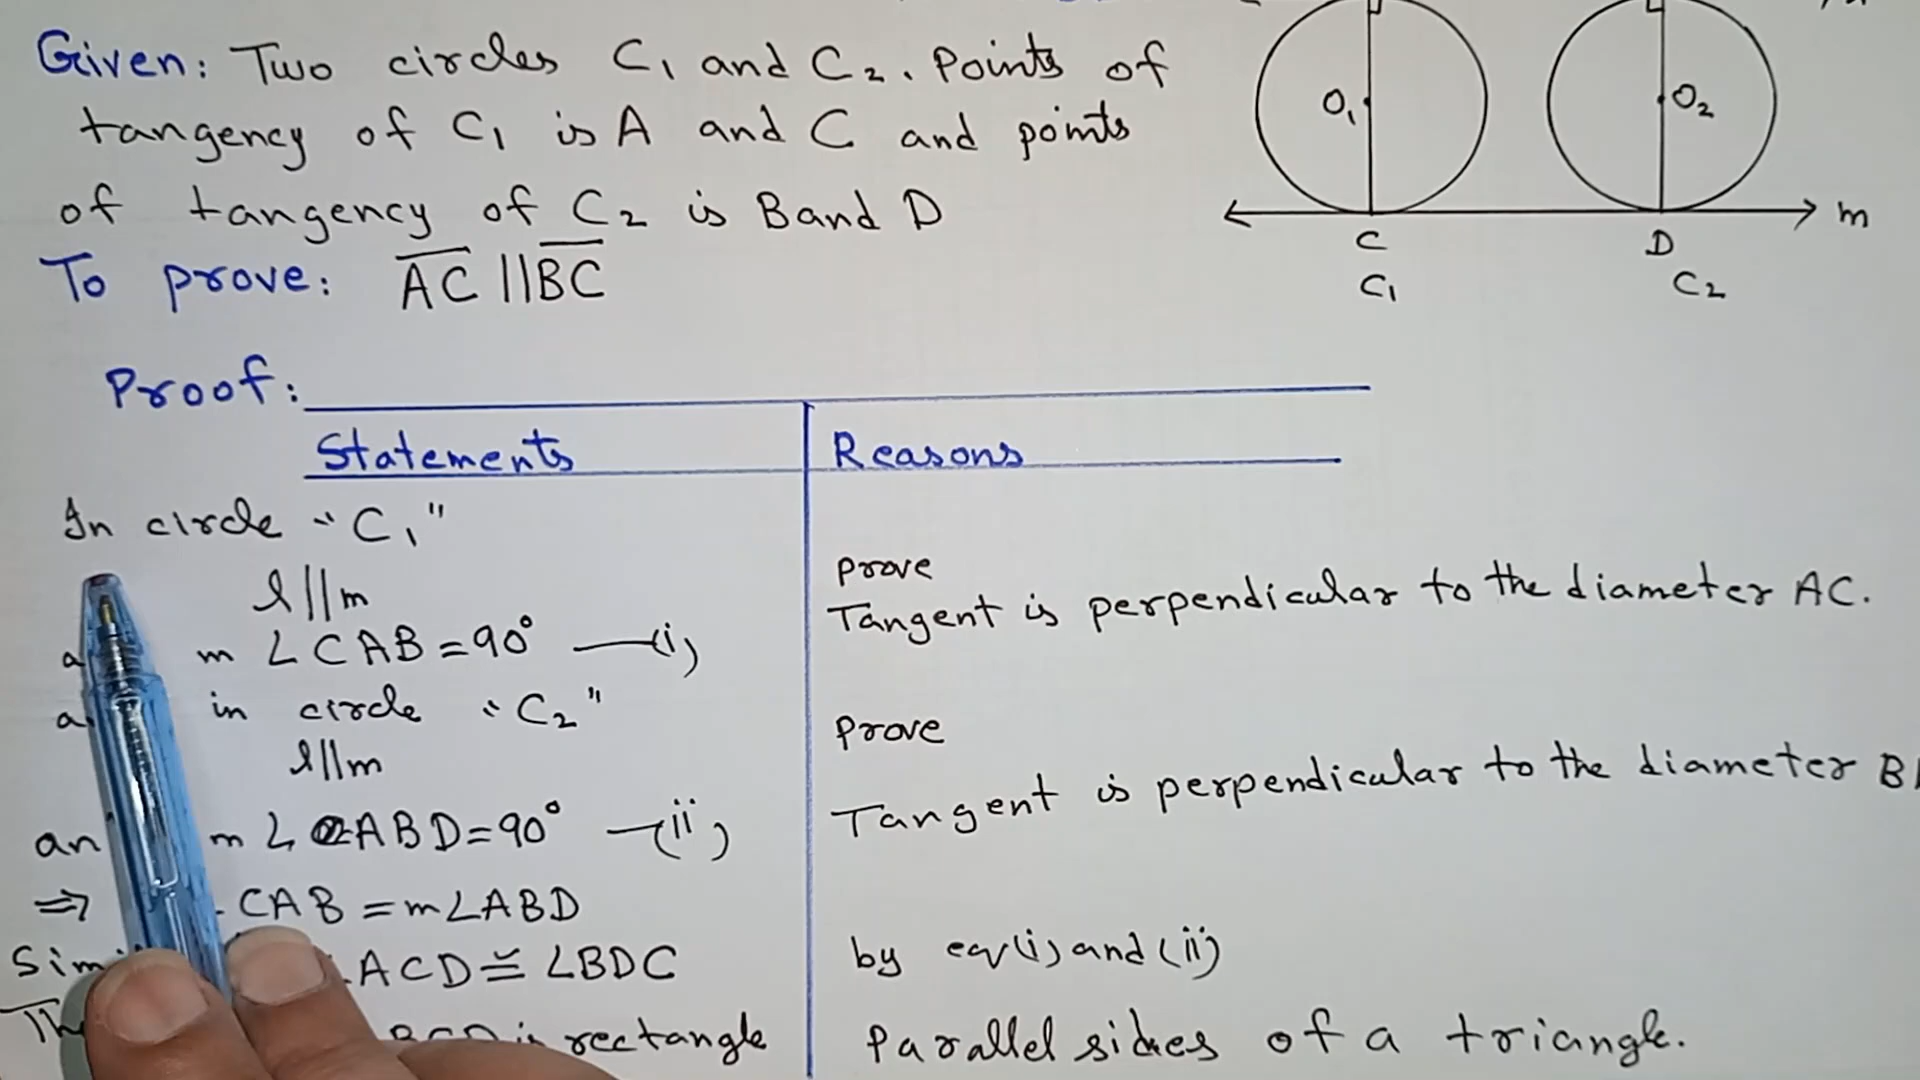 Given: Two circles C₁ and C₂. Points of
tangency of C₁ is A and C and points
of tangency of C₂ is B and D
To prove: A̅C̅ || B̅C̅
O₁
O₂
m
C
D
C₁
C₂
Proof:
Statements
Reasons
In circle "C₁"
l||m
prove
m∠CAB=90° —(i)
Tangent is perpendicular to the diameter AC.
in circle "C₂"
l||m
prove
m∠ABD=90° —(ii)
Tangent is perpendicular to the diameter
⇒ CAB = m∠ABD
ACD ≅ ∠BDC
by eq(i) and (ii)
is rectangle
Parallel sides of a triangle.